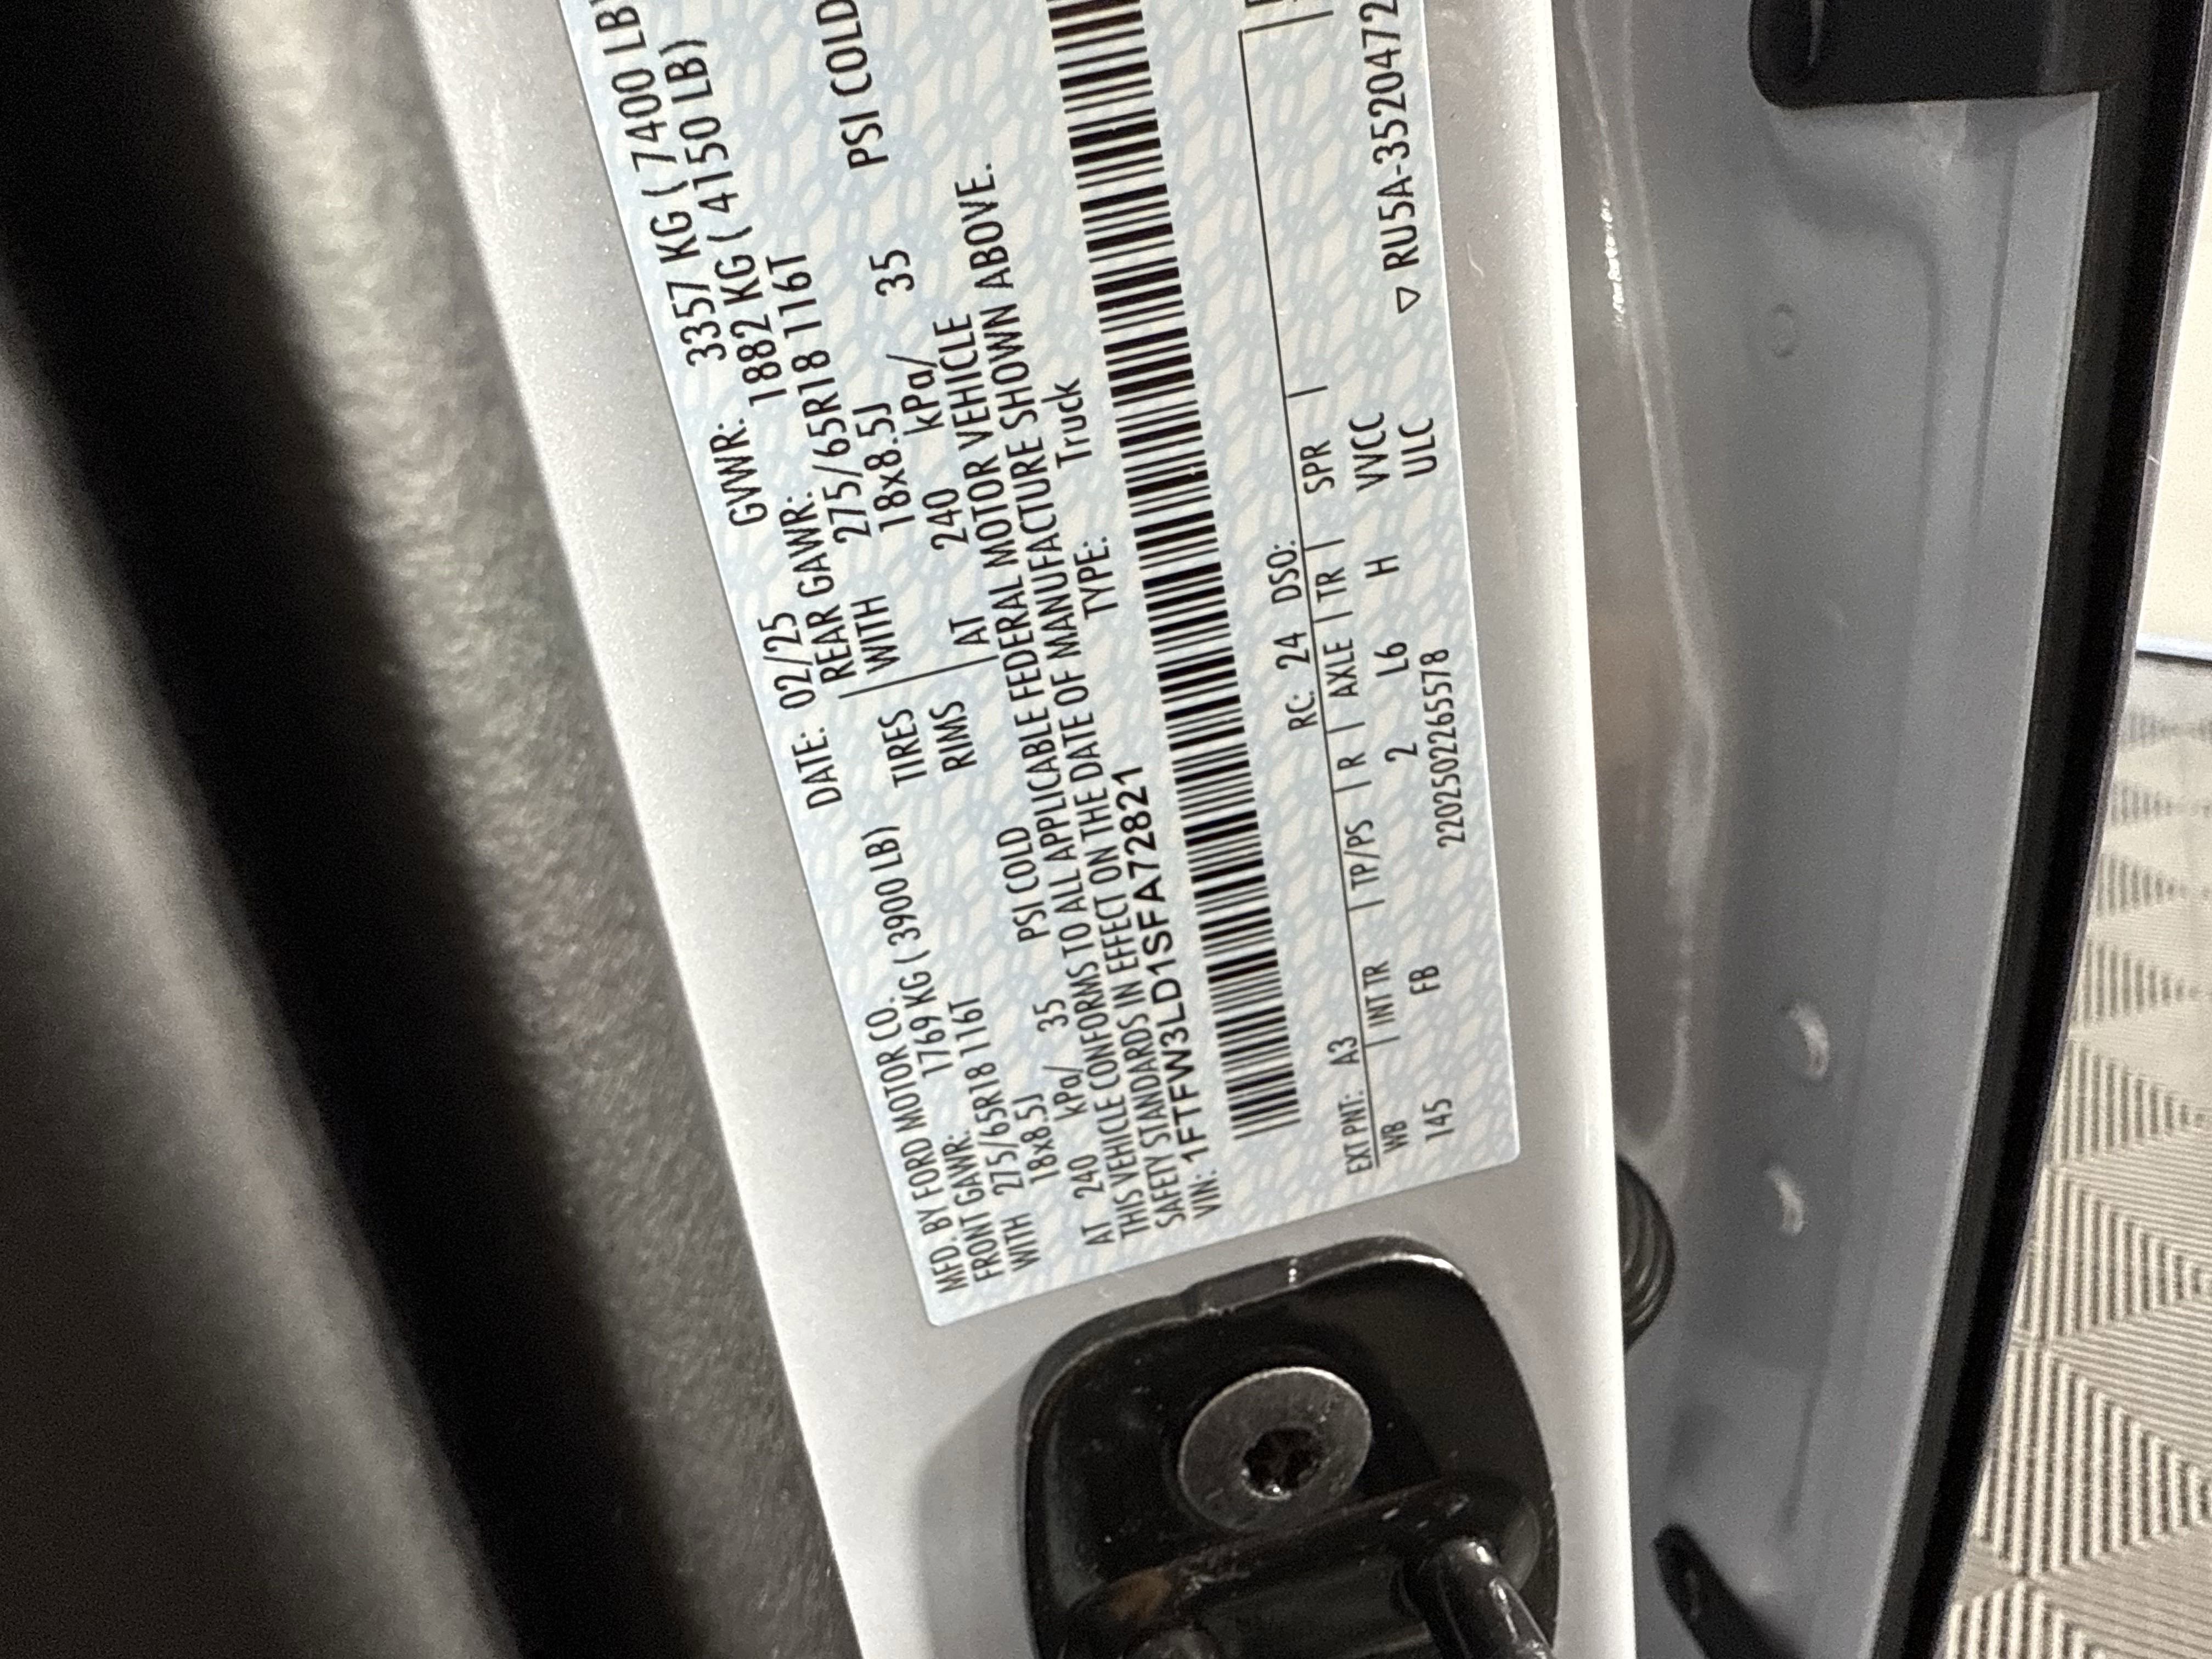 MFD. BY FORD MOTOR CO. DATE: 02/25 GVWR: 3357 KG ( 7400 LB
FRONT GAWR: 1769 KG ( 3900 LB) REAR GAWR: 1882 KG ( 4150 LB)
WITH 275/65R18 116T TIRES WITH 275/65R18 116T
18x8.5J RIMS 18x8.5J
AT 240 kPa/ 35 PSI COLD AT 240 kPa/ 35 PSI COLD
THIS VEHICLE CONFORMS TO ALL APPLICABLE FEDERAL MOTOR VEHICLE
SAFETY STANDARDS IN EFFECT ON THE DATE OF MANUFACTURE SHOWN ABOVE.
VIN: 1FTFW3LD1SFA72821 TYPE: Truck
EXT PNT: A3 RC: 24 DSO:
WB | INT TR | TP/PS | R | AXLE | TR | SPR |
145 FB 2 L6 H VVCC
2202502265578 ULC ▽ RU5A-3520472